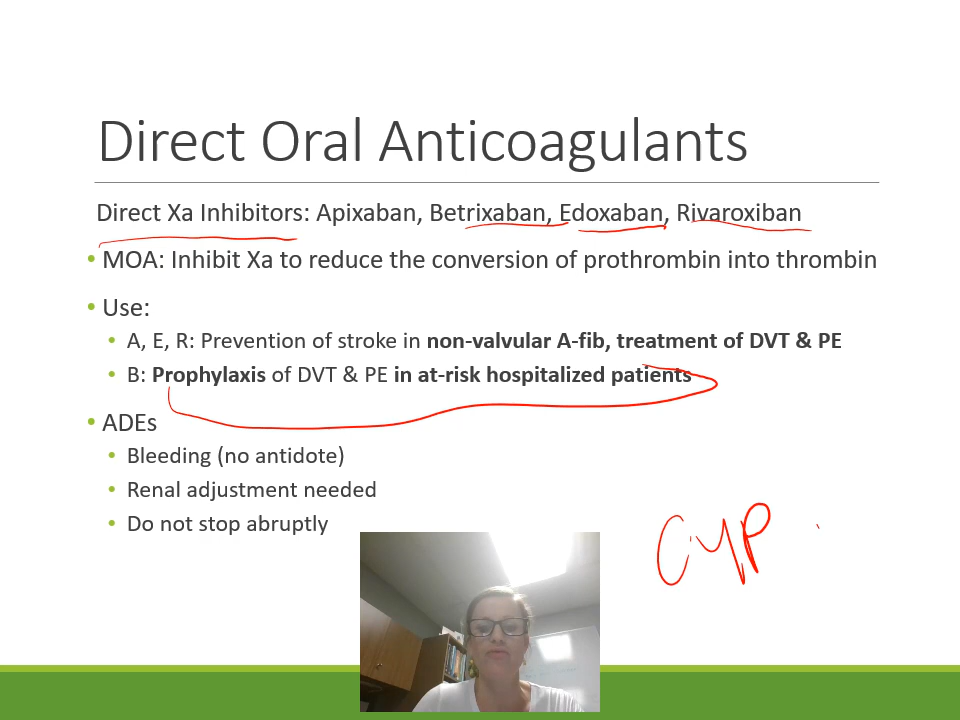 Direct Oral Anticoagulants
Direct Xa Inhibitors: Apixaban, Betrixaban, Edoxaban, Rivaroxiban
• MOA: Inhibit Xa to reduce the conversion of prothrombin into thrombin
• Use:
• A, E, R: Prevention of stroke in non-valvular A-fib, treatment of DVT & PE
• B: Prophylaxis of DVT & PE in at-risk hospitalized patients
• ADEs
• Bleeding (no antidote)
• Renal adjustment needed
• Do not stop abruptly
CYP